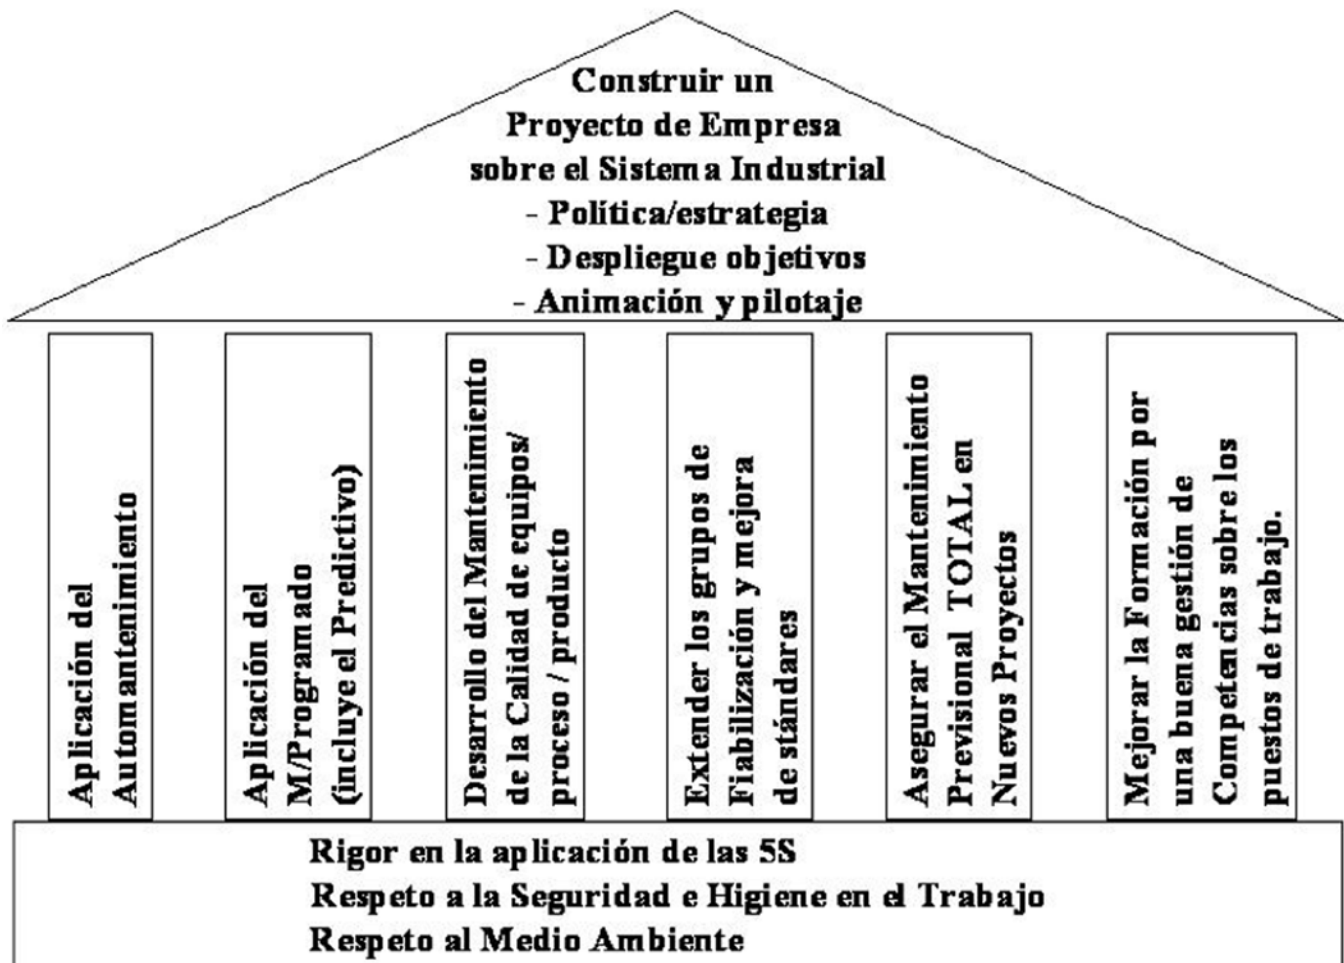 Construir un
Proyecto de Empresa
sobre el Sistema Industrial
- Política/estrategia
- Despliegue objetivos
- Animación y pilotaje
Aplicación del
Automantenimiento
Aplicación del
M/Programado
(incluye el Predictivo)
Desarrollo del Mantenimiento
de la Calidad de equipos/
proceso / producto
Extender los grupos de
Fiabilización y mejora
de stándares
Asegurar el Mantenimiento
Previsional TOTAL en
Nuevos Proyectos
Mejorar la Formación por
una buena gestión de
Competencias sobre los
puestos de trabajo.
Rigor en la aplicación de las 5S
Respeto a la Seguridad e Higiene en el Trabajo
Respeto al Medio Ambiente